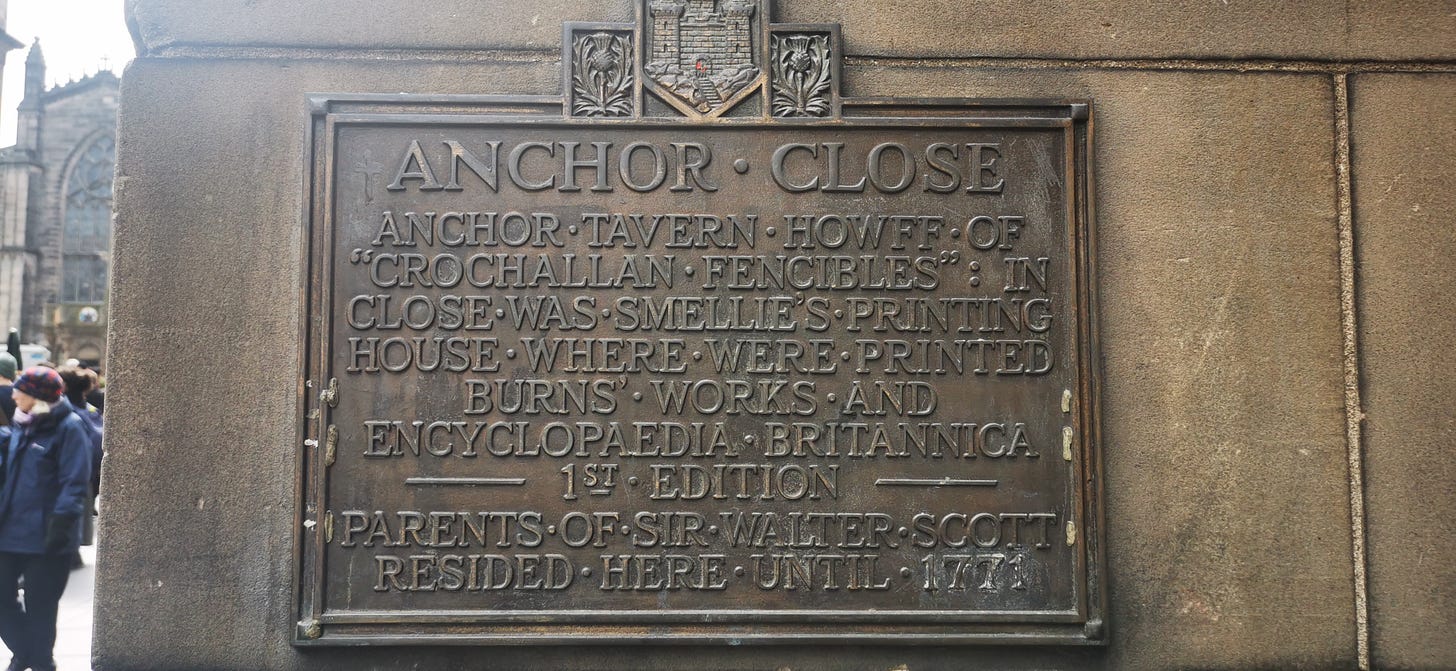 ANCHOR · CLOSE
ANCHOR · TAVERN · HOWFF · OF
“CROCHALLAN · FENCIBLES” : IN
CLOSE · WAS · SMELLIE'S · PRINTING
HOUSE · WHERE · WERE · PRINTED
BURNS' · WORKS · AND
ENCYCLOPAEDIA · BRITANNICA
1ST · EDITION
PARENTS · OF · SIR · WALTER · SCOTT
RESIDED · HERE · UNTIL · 1771